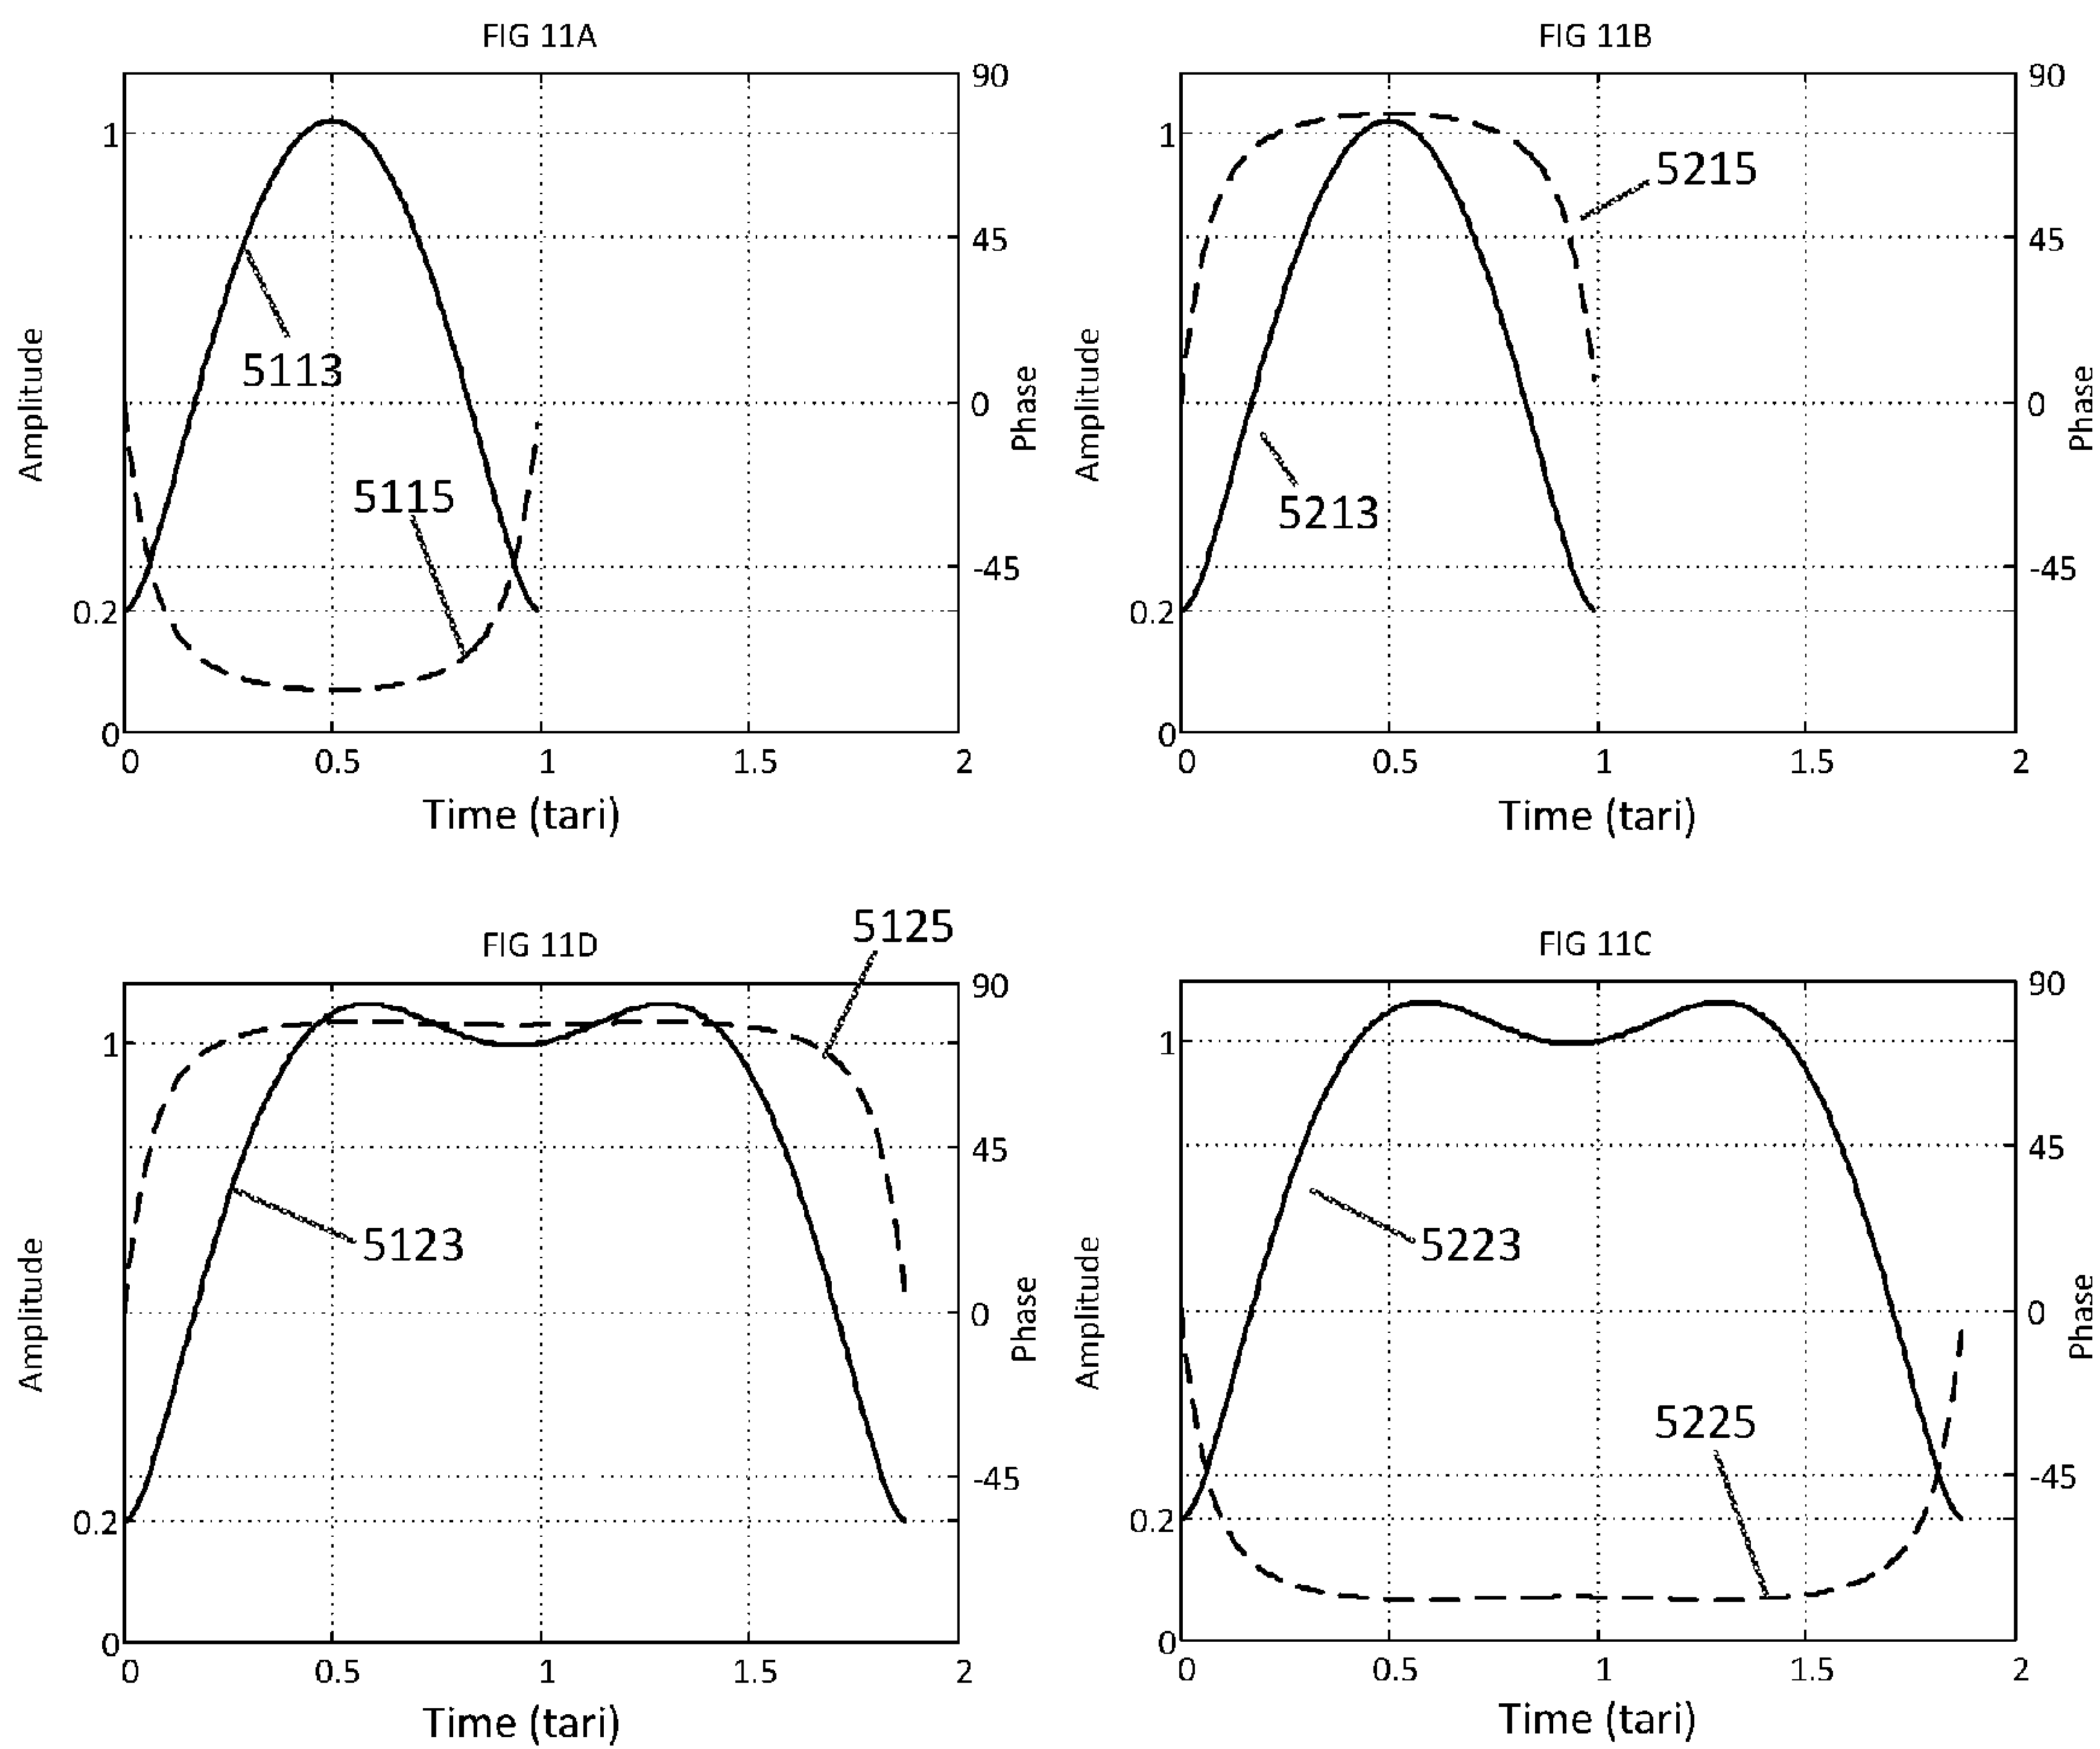 FIG 11A
90
1
45
5113
Amplitude
0
Phase
5115
-45
0.2
0
0 0.5 1 1.5 2
Time (tari)
FIG 11B
90
1
5215
45
Amplitude
0
Phase
5213
-45
0.2
0
0 0.5 1 1.5 2
Time (tari)
5125
FIG 11D
90
1
45
5123
Amplitude
0
Phase
-45
0.2
0
0 0.5 1 1.5 2
Time (tari)
FIG 11C
90
1
45
5223
Amplitude
0
Phase
5225
-45
0.2
0
0 0.5 1 1.5 2
Time (tari)